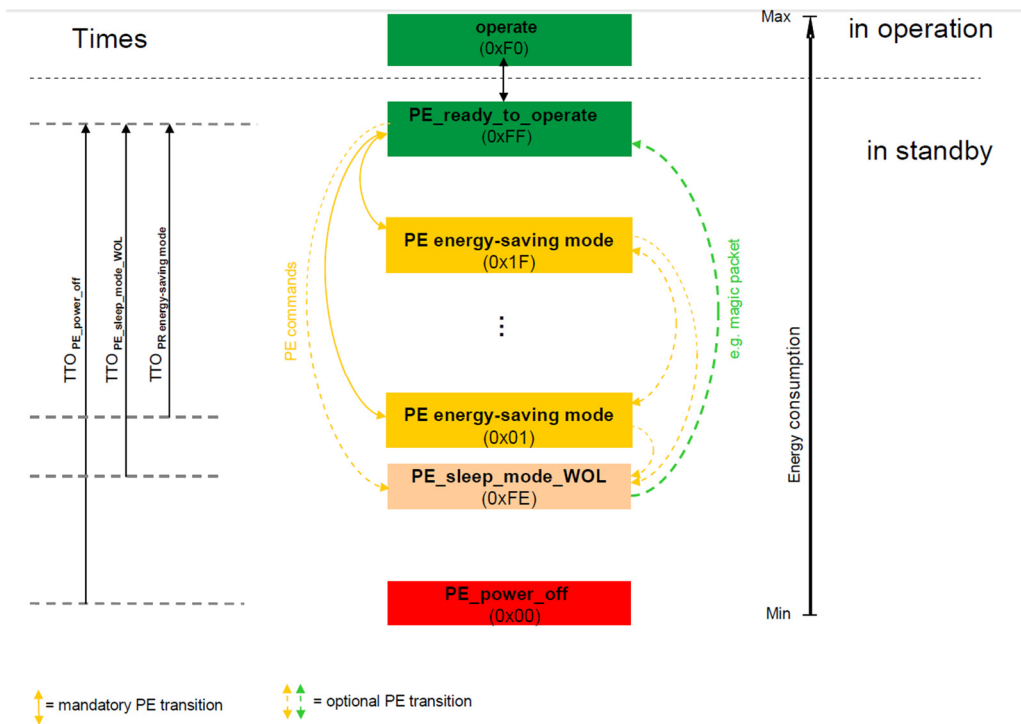 Times
operate
(0xF0)
Max
in operation
PE_ready_to_operate
(0xFF)
in standby
PE energy-saving mode
(0x1F)
TTO PE_power_off
TTO PE_sleep_mode_WOL
TTO PR energy-saving mode
PE commands
...
e.g. magic packet
Energy consumption
PE energy-saving mode
(0x01)
PE_sleep_mode_WOL
(0xFE)
PE_power_off
(0x00)
Min
= mandatory PE transition
= optional PE transition